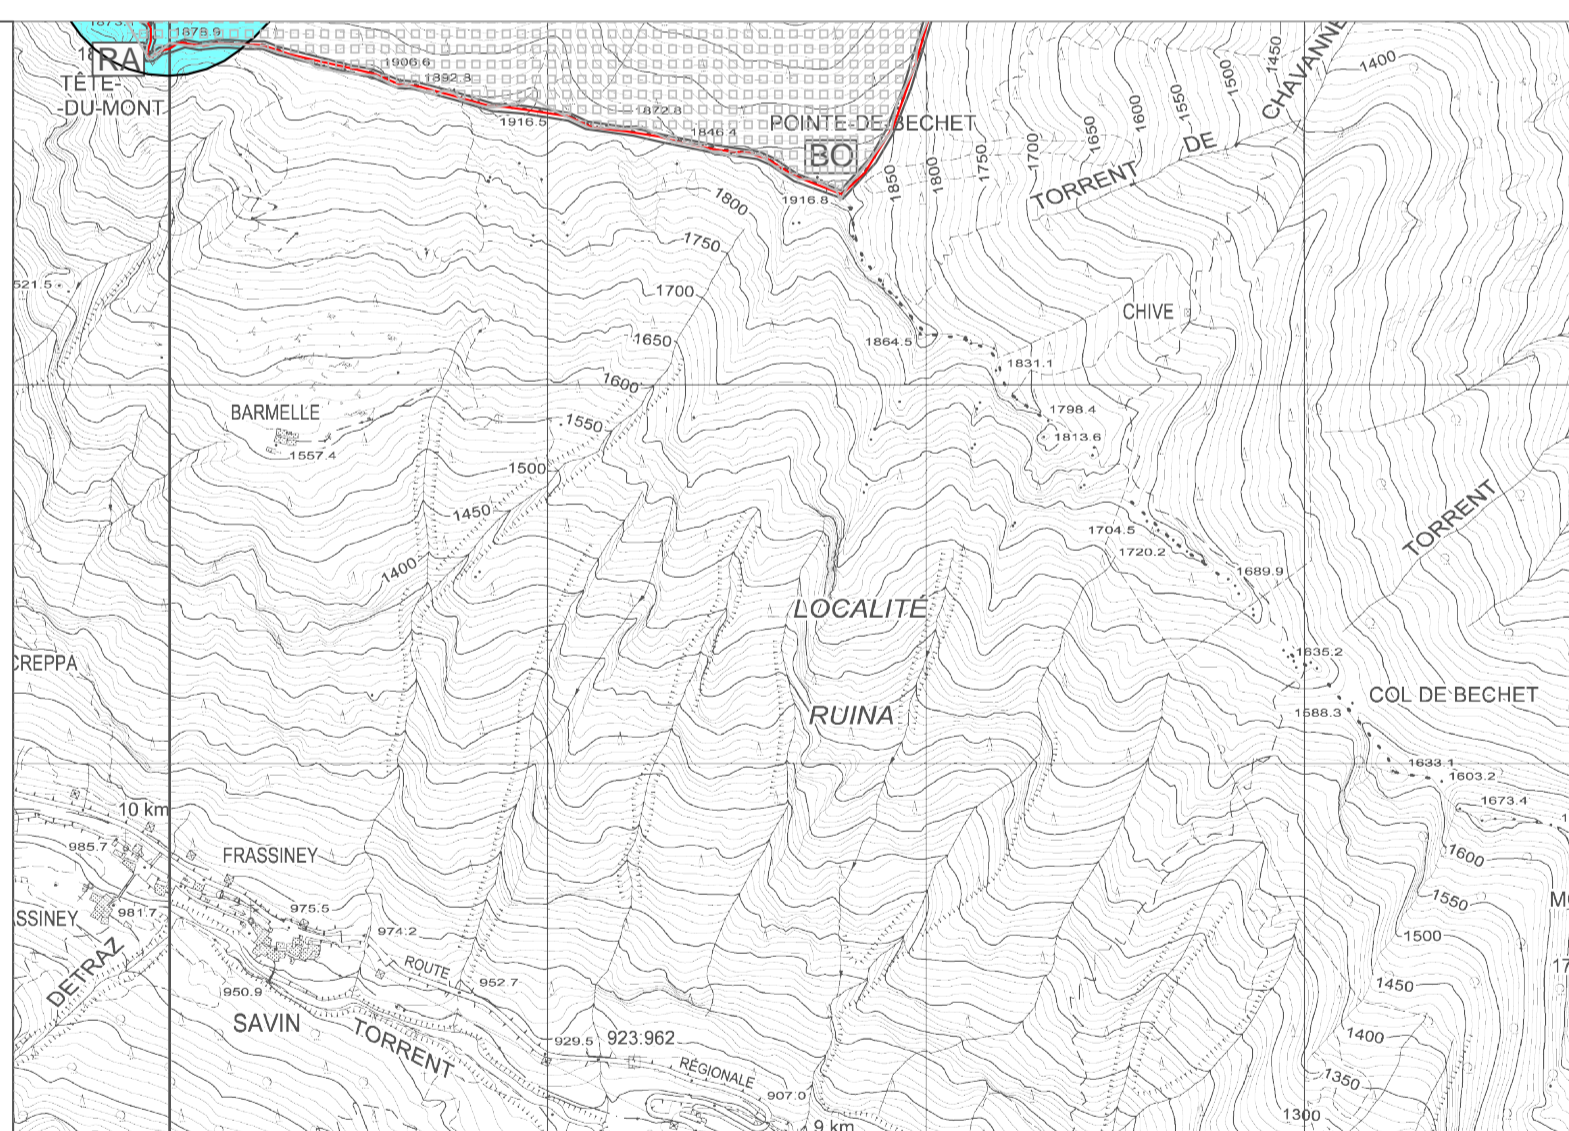 1878.9
RA
TÊTE-
-DU-MONT
1906.6
1892.3
1916.5
1872.8
1846.4
POINTE-DE-BECHET
BO
1916.8
1850
1800
1750
1700
1650
1600
1550
1500
1450
1400
CHAVANNE
TORRENT DE
1800
1750
1700
1650
1600
1550
1500
1450
1400
521.5
CHIVE
1864.5
1831.1
1798.4
1813.6
BARMELLE
1557.4
1704.5
1720.2
1689.9
TORRENT
LOCALITÉ
RUINA
1635.2
COL DE BECHET
1588.3
1633.1
1603.2
1673.4
CREPPA
10 km
985.7
FRASSINEY
981.7
975.5
974.2
ASSINEY
DETRAZ
950.9
SAVIN
TORRENT
ROUTE
952.7
929.5
923.962
RÉGIONALE
907.0
9 km
1600
1550
1500
1450
1400
1350
1300